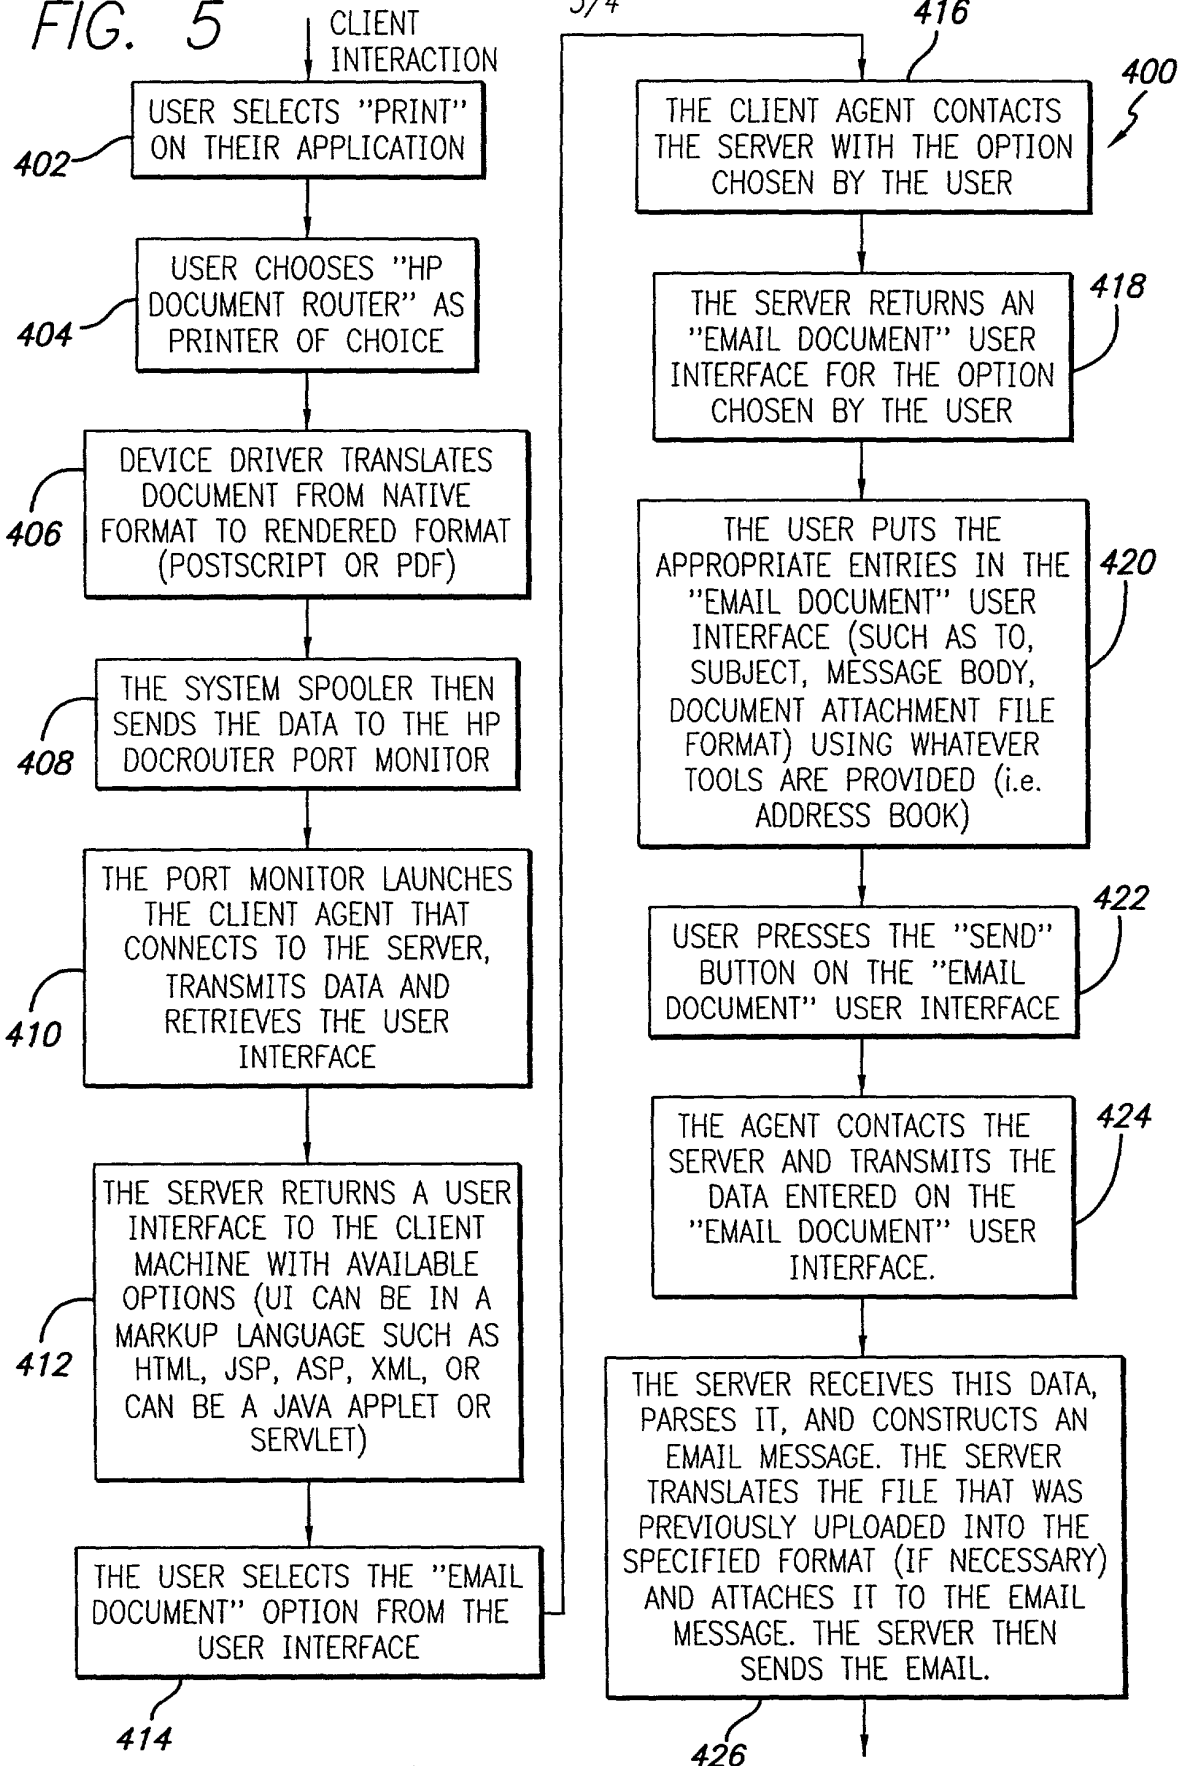 FIG. 5
3/4
CLIENT
INTERACTION
USER SELECTS "PRINT"
ON THEIR APPLICATION
402
USER CHOOSES "HP
DOCUMENT ROUTER" AS
PRINTER OF CHOICE
404
DEVICE DRIVER TRANSLATES
DOCUMENT FROM NATIVE
FORMAT TO RENDERED FORMAT
(POSTSCRIPT OR PDF)
406
THE SYSTEM SPOOLER THEN
SENDS THE DATA TO THE HP
DOCROUTER PORT MONITOR
408
THE PORT MONITOR LAUNCHES
THE CLIENT AGENT THAT
CONNECTS TO THE SERVER,
TRANSMITS DATA AND
RETRIEVES THE USER
INTERFACE
410
THE SERVER RETURNS A USER
INTERFACE TO THE CLIENT
MACHINE WITH AVAILABLE
OPTIONS (UI CAN BE IN A
MARKUP LANGUAGE SUCH AS
HTML, JSP, ASP, XML, OR
CAN BE A JAVA APPLET OR
SERVLET)
412
THE USER SELECTS THE "EMAIL
DOCUMENT" OPTION FROM THE
USER INTERFACE
414
416
400
THE CLIENT AGENT CONTACTS
THE SERVER WITH THE OPTION
CHOSEN BY THE USER
THE SERVER RETURNS AN
"EMAIL DOCUMENT" USER
INTERFACE FOR THE OPTION
CHOSEN BY THE USER
418
THE USER PUTS THE
APPROPRIATE ENTRIES IN THE
"EMAIL DOCUMENT" USER
INTERFACE (SUCH AS TO,
SUBJECT, MESSAGE BODY,
DOCUMENT ATTACHMENT FILE
FORMAT) USING WHATEVER
TOOLS ARE PROVIDED (i.e.
ADDRESS BOOK)
420
USER PRESSES THE "SEND"
BUTTON ON THE "EMAIL
DOCUMENT" USER INTERFACE
422
THE AGENT CONTACTS THE
SERVER AND TRANSMITS THE
DATA ENTERED ON THE
"EMAIL DOCUMENT" USER
INTERFACE.
424
THE SERVER RECEIVES THIS DATA,
PARSES IT, AND CONSTRUCTS AN
EMAIL MESSAGE. THE SERVER
TRANSLATES THE FILE THAT WAS
PREVIOUSLY UPLOADED INTO THE
SPECIFIED FORMAT (IF NECESSARY)
AND ATTACHES IT TO THE EMAIL
MESSAGE. THE SERVER THEN
SENDS THE EMAIL.
426